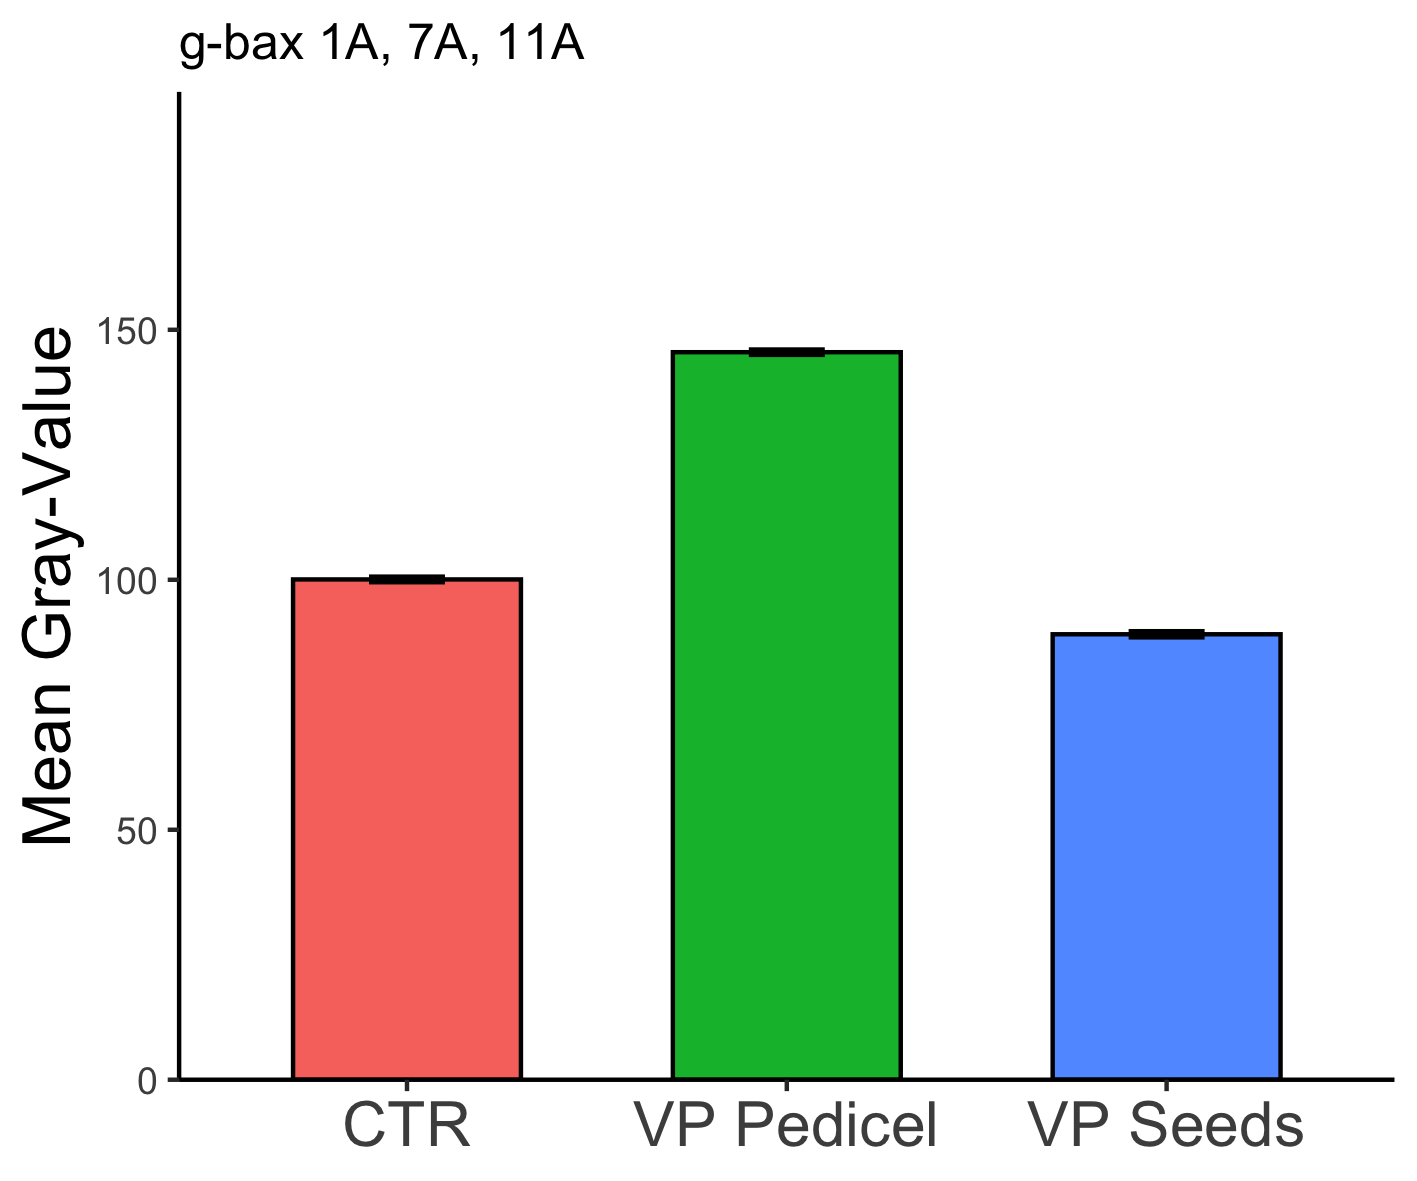 g-bax 1A, 7A, 11A
Mean Gray-Value
150
100
50
0
CTR
VP Pedicel
VP Seeds